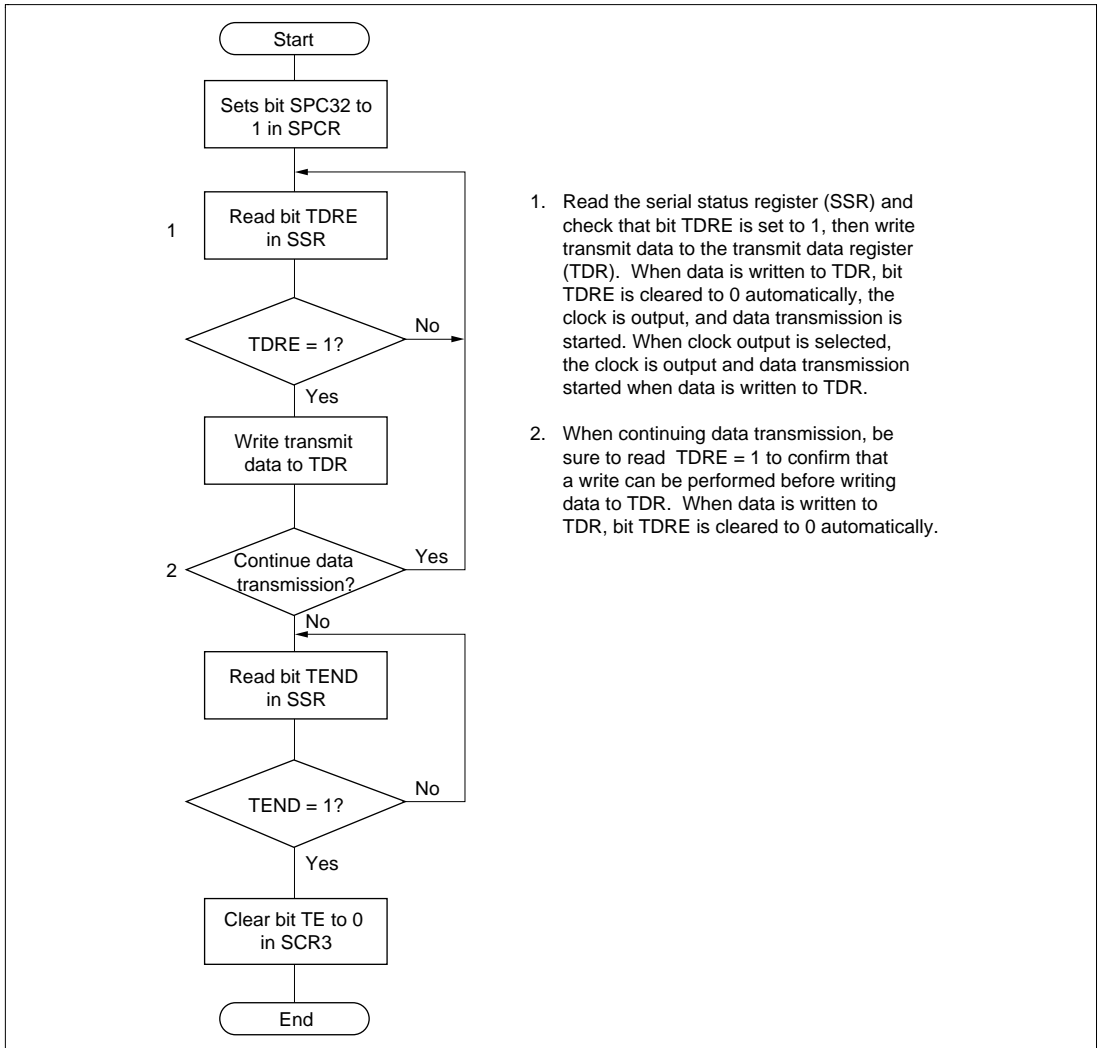 Start
Sets bit SPC32 to
1 in SPCR
1
Read bit TDRE
in SSR
TDRE = 1?
No
Yes
Write transmit
data to TDR
2
Continue data
transmission?
Yes
No
Read bit TEND
in SSR
TEND = 1?
No
Yes
Clear bit TE to 0
in SCR3
End
1. Read the serial status register (SSR) and
check that bit TDRE is set to 1, then write
transmit data to the transmit data register
(TDR). When data is written to TDR, bit
TDRE is cleared to 0 automatically, the
clock is output, and data transmission is
started. When clock output is selected,
the clock is output and data transmission
started when data is written to TDR.
2. When continuing data transmission, be
sure to read TDRE = 1 to confirm that
a write can be performed before writing
data to TDR. When data is written to
TDR, bit TDRE is cleared to 0 automatically.